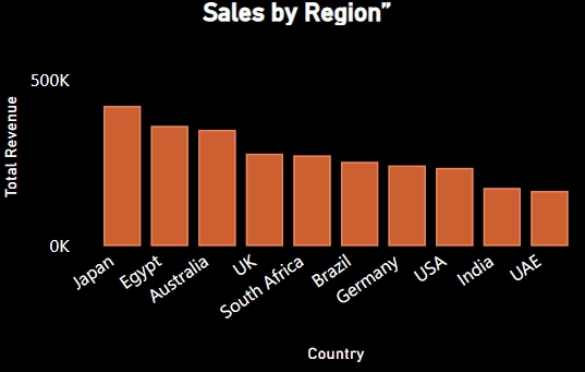 Sales by Region”
Total Revenue
500K
0K
Japan
Egypt
Australia
UK
South Africa
Brazil
Germany
USA
India
UAE
Country